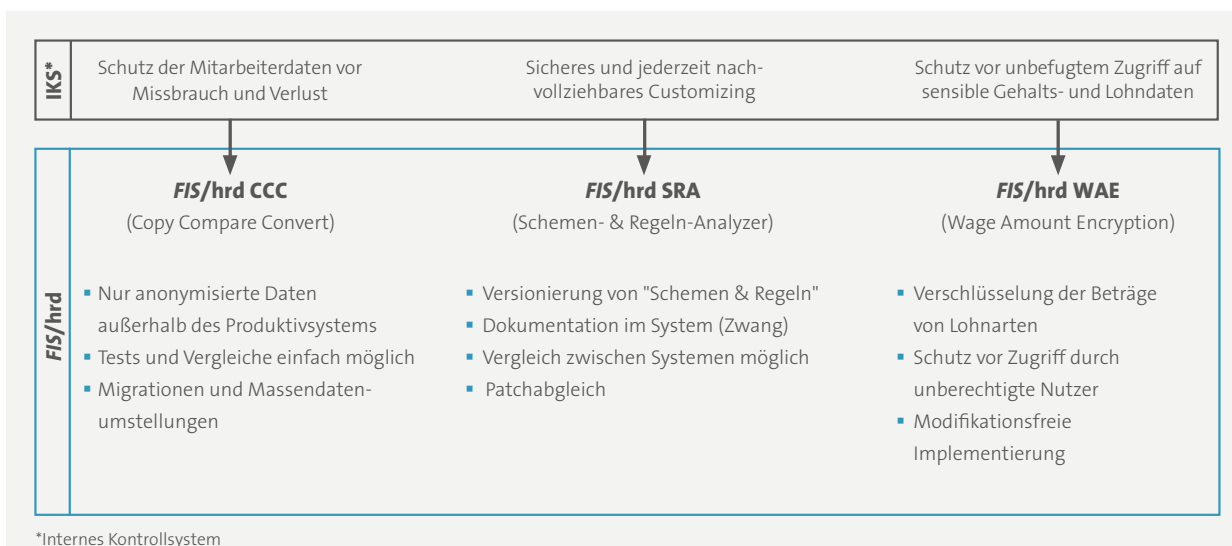 IKS*
Schutz der Mitarbeiterdaten vor
Missbrauch und Verlust
Sicheres und jederzeit nach-
vollziehbares Customizing
Schutz vor unbefugtem Zugriff auf
sensible Gehalts- und Lohndaten
FIS/hrd
FIS/hrd CCC
(Copy Compare Convert)
▪ Nur anonymisierte Daten
außerhalb des Produktivsystems
▪ Tests und Vergleiche einfach möglich
▪ Migrationen und Massendaten-
umstellungen
FIS/hrd SRA
(Schemen- & Regeln-Analyzer)
▪ Versionierung von "Schemen & Regeln"
▪ Dokumentation im System (Zwang)
▪ Vergleich zwischen Systemen möglich
▪ Patchabgleich
FIS/hrd WAE
(Wage Amount Encryption)
▪ Verschlüsselung der Beträge
von Lohnarten
▪ Schutz vor Zugriff durch
unberechtigte Nutzer
▪ Modifikationsfreie
Implementierung
*Internes Kontrollsystem